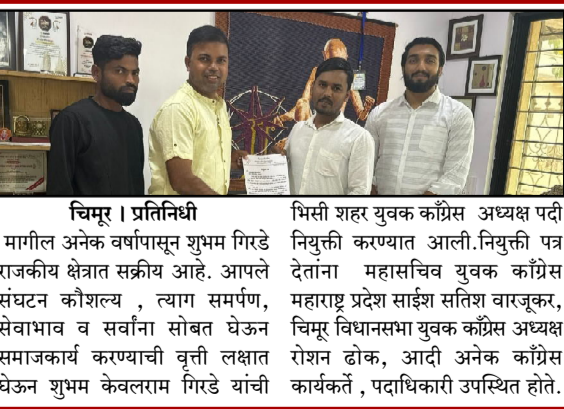 चिमूर । प्रतिनिधी
मागील अनेक वर्षापासून शुभम गिरडे
राजकीय क्षेत्रात सक्रीय आहे. आपले
संघटन कौशल्य , त्याग समर्पण,
सेवाभाव व सर्वांना सोबत घेऊन
समाजकार्य करण्याची वृत्ती लक्षात
घेऊन शुभम केवलराम गिरडे यांची
भिसी शहर युवक काँग्रेस अध्यक्ष पदी
नियुक्ती करण्यात आली.नियुक्ती पत्र
देतांना महासचिव युवक काँग्रेस
महाराष्ट्र प्रदेश साईश सतिश वारजूकर,
चिमूर विधानसभा युवक काँग्रेस अध्यक्ष
रोशन ढोक, आदी अनेक काँग्रेस
कार्यकर्ते , पदाधिकारी उपस्थित होते.